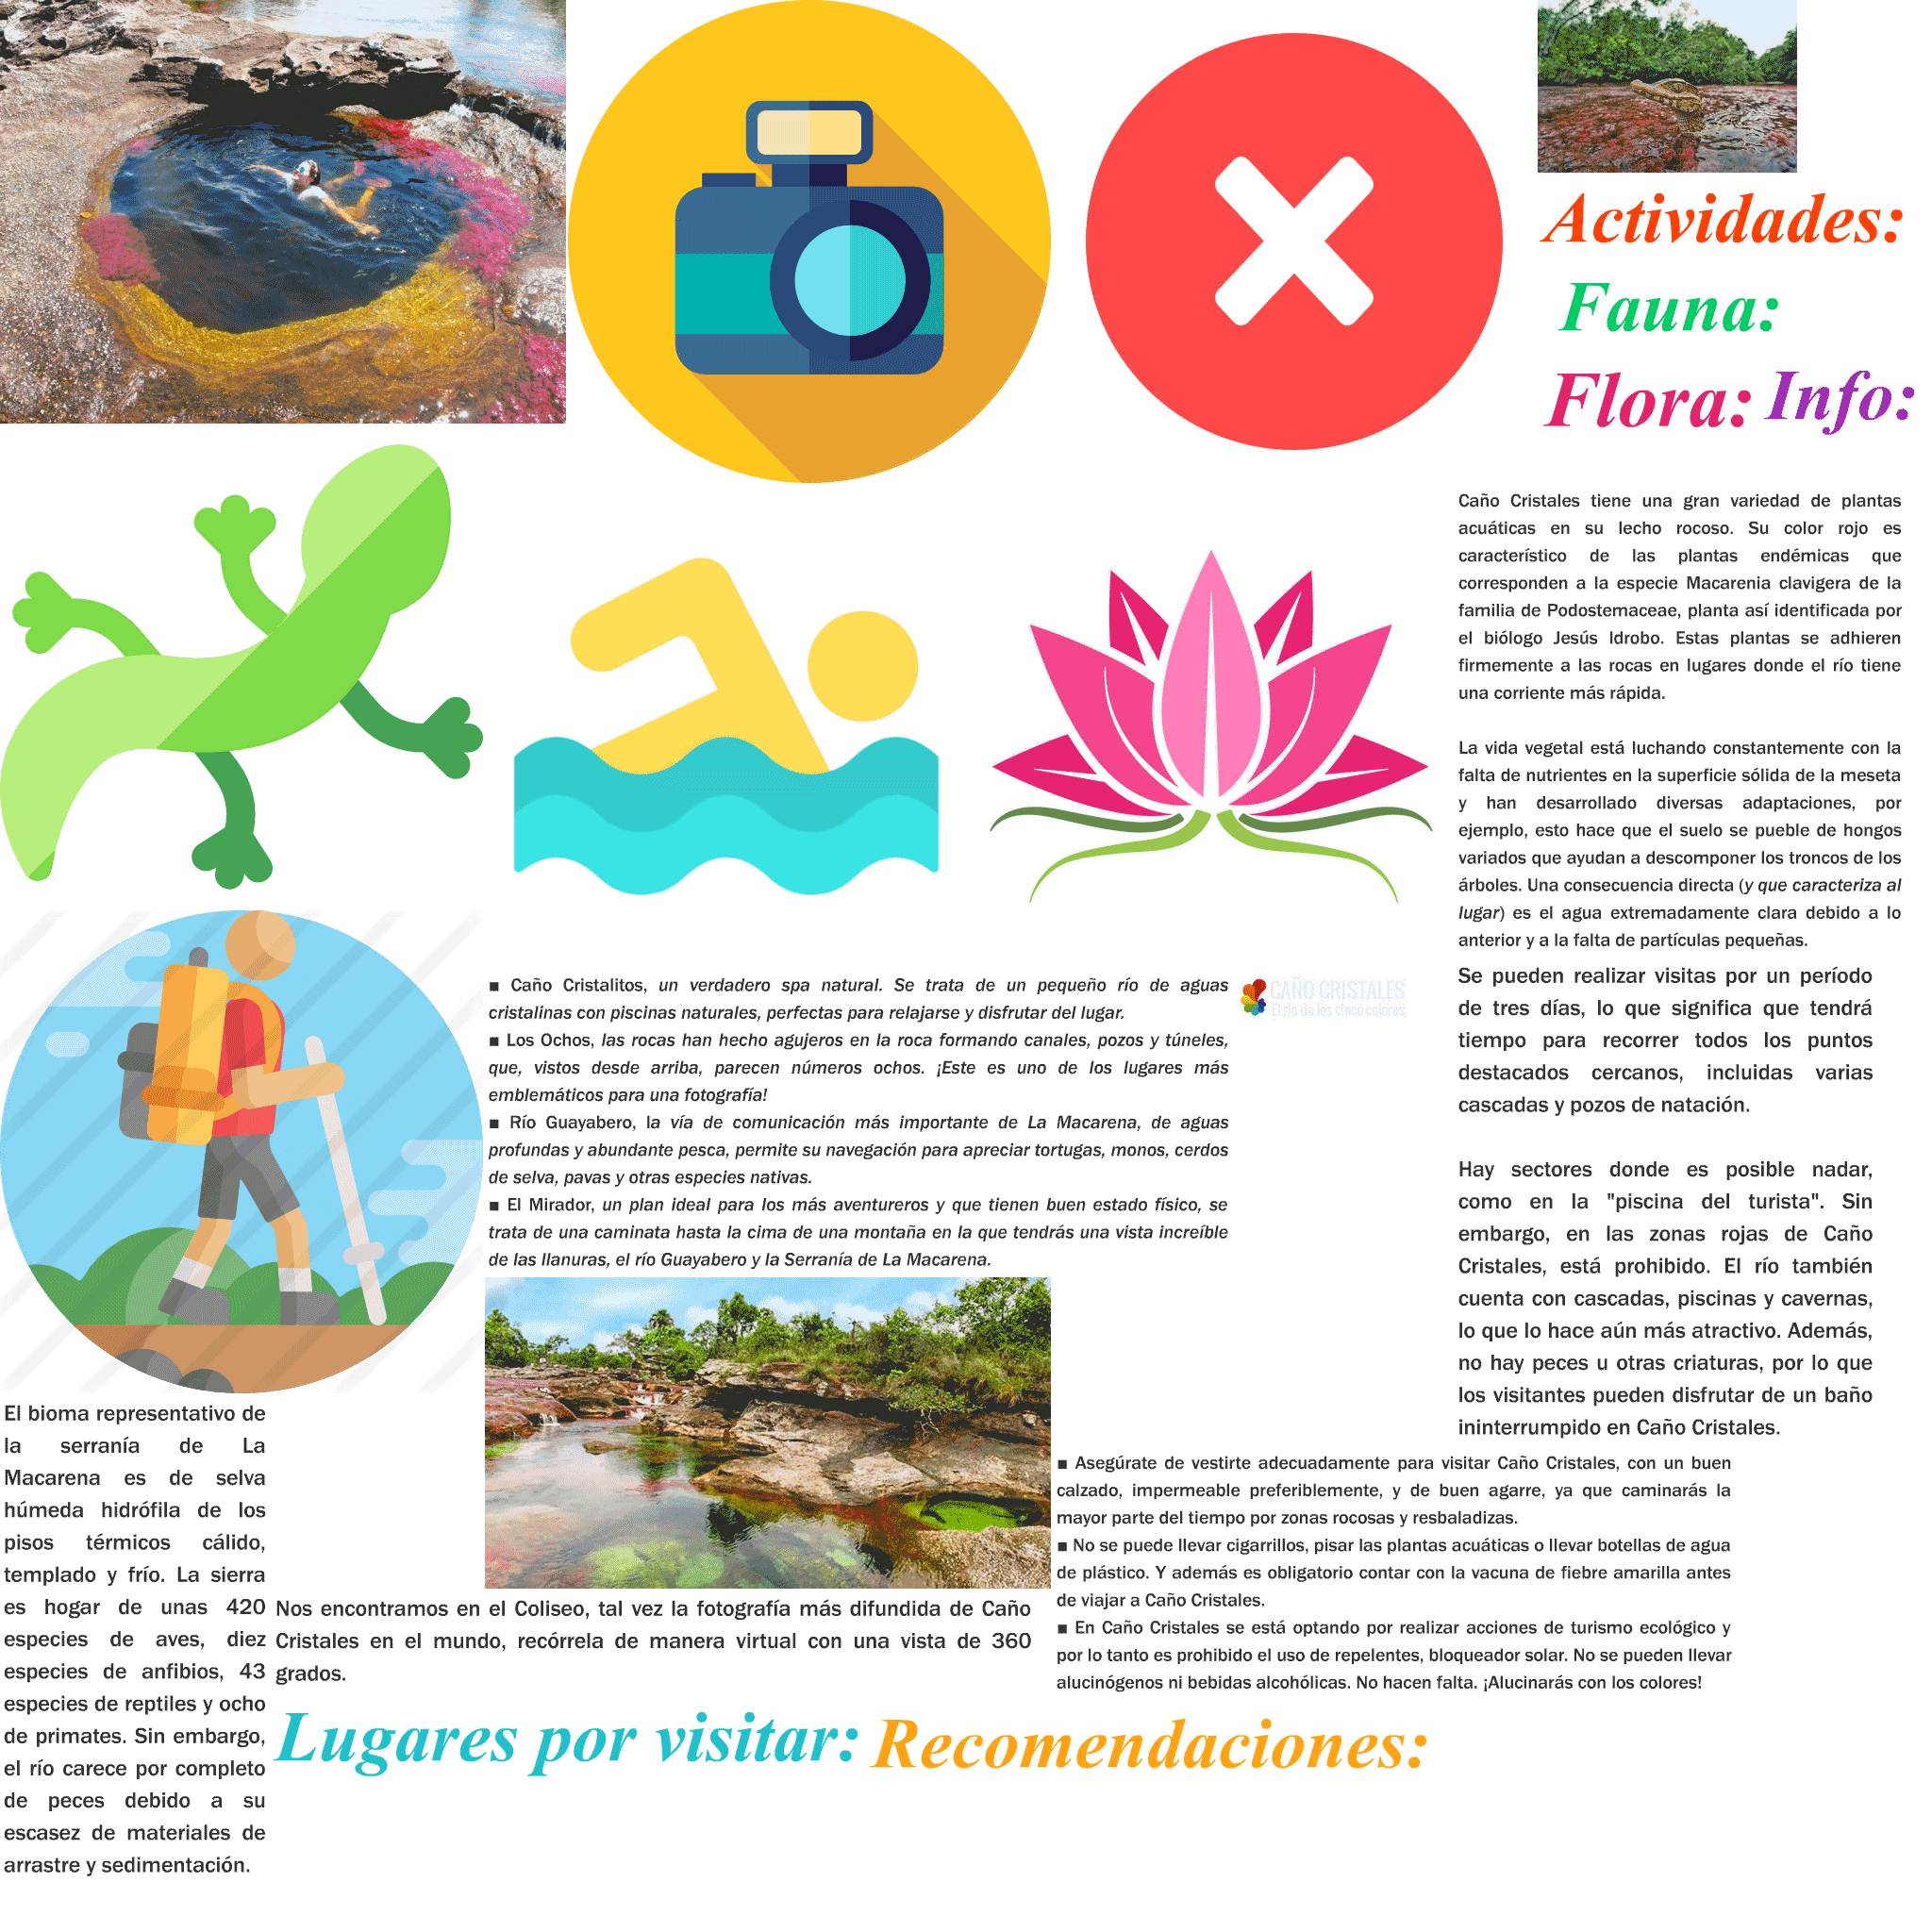 Actividades:
Fauna:
Flora:
Info:
Caño Cristales tiene una gran variedad de plantas
acuáticas en su lecho rocoso. Su color rojo es
característico de las plantas endémicas que
corresponden a la especie Macarenia clavigera de la
familia de Podostemaceae, planta así identificada por
el biólogo Jesús Idrobo. Estas plantas se adhieren
firmemente a las rocas en lugares donde el río tiene
una corriente más rápida.
La vida vegetal está luchando constantemente con la
falta de nutrientes en la superficie sólida de la meseta
y han desarrollado diversas adaptaciones, por
ejemplo, esto hace que el suelo se pueble de hongos
variados que ayudan a descomponer los troncos de los
árboles. Una consecuencia directa (y que caracteriza al
lugar) es el agua extremadamente clara debido a lo
anterior y a la falta de partículas pequeñas.
■ Caño Cristalitos, un verdadero spa natural. Se trata de un pequeño río de aguas
cristalinas con piscinas naturales, perfectas para relajarse y disfrutar del lugar.
■ Los Ochos, las rocas han hecho agujeros en la roca formando canales, pozos y túneles,
que, vistos desde arriba, parecen números ochos. ¡Este es uno de los lugares más
emblemáticos para una fotografía!
■ Río Guayabero, la vía de comunicación más importante de La Macarena, de aguas
profundas y abundante pesca, permite su navegación para apreciar tortugas, monos, cerdos
de selva, pavas y otras especies nativas.
■ El Mirador, un plan ideal para los más aventureros y que tienen buen estado físico, se
trata de una caminata hasta la cima de una montaña en la que tendrás una vista increíble
de las llanuras, el río Guayabero y la Serranía de La Macarena.
CAÑO CRISTALES
El río de los cinco colores
Se pueden realizar visitas por un período
de tres días, lo que significa que tendrá
tiempo para recorrer todos los puntos
destacados cercanos, incluidas varias
cascadas y pozos de natación.
Hay sectores donde es posible nadar,
como en la "piscina del turista". Sin
embargo, en las zonas rojas de Caño
Cristales, está prohibido. El río también
cuenta con cascadas, piscinas y cavernas,
lo que lo hace aún más atractivo. Además,
no hay peces u otras criaturas, por lo que
los visitantes pueden disfrutar de un baño
ininterrumpido en Caño Cristales.
El bioma representativo de
la serranía de La
Macarena es de selva
húmeda hidrófila de los
pisos térmicos cálido,
templado y frío. La sierra
es hogar de unas 420
especies de aves, diez
especies de anfibios, 43
especies de reptiles y ocho
de primates. Sin embargo,
el río carece por completo
de peces debido a su
escasez de materiales de
arrastre y sedimentación.
Nos encontramos en el Coliseo, tal vez la fotografía más difundida de Caño
Cristales en el mundo, recórrela de manera virtual con una vista de 360
grados.
■ Asegúrate de vestirte adecuadamente para visitar Caño Cristales, con un buen
calzado, impermeable preferiblemente, y de buen agarre, ya que caminarás la
mayor parte del tiempo por zonas rocosas y resbaladizas.
■ No se puede llevar cigarrillos, pisar las plantas acuáticas o llevar botellas de agua
de plástico. Y además es obligatorio contar con la vacuna de fiebre amarilla antes
de viajar a Caño Cristales.
■ En Caño Cristales se está optando por realizar acciones de turismo ecológico y
por lo tanto es prohibido el uso de repelentes, bloqueador solar. No se pueden llevar
alucinógenos ni bebidas alcohólicas. No hacen falta. ¡Alucinarás con los colores!
Lugares por visitar:
Recomendaciones: